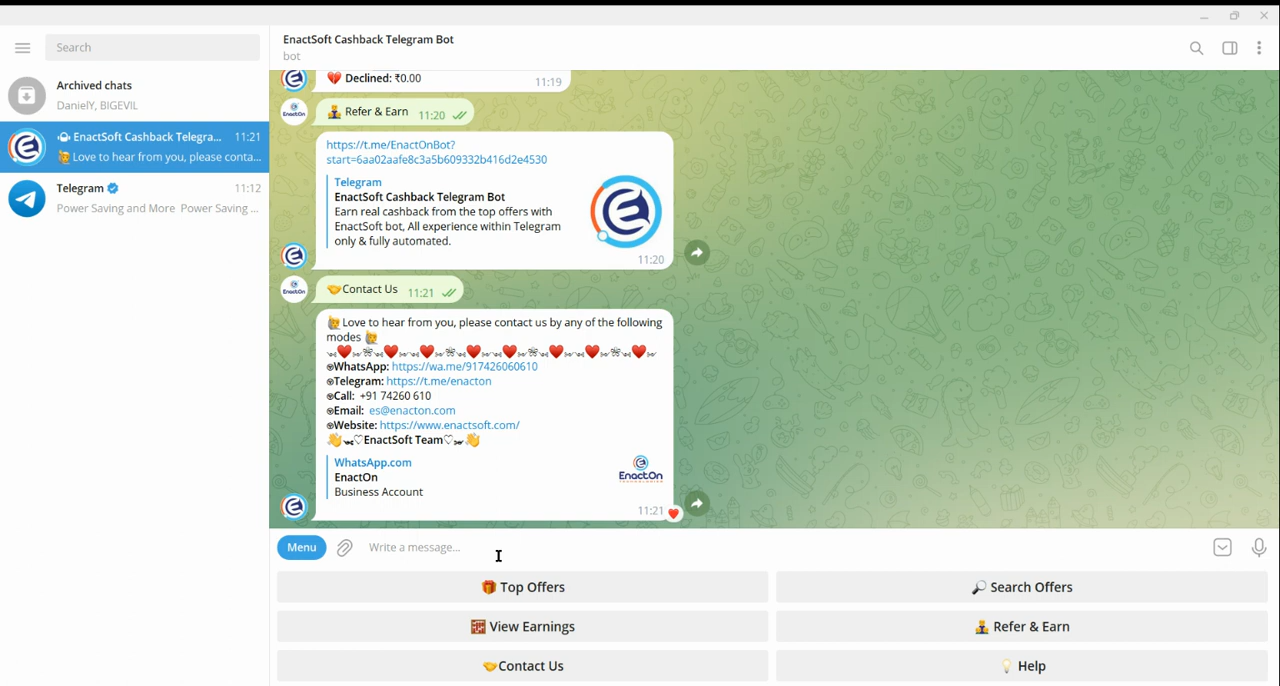 Search
Archived chats
DanielY, BIGEVIL
EnactSoft Cashback Telegra... 11:21
🙋 Love to hear from you, please conta...
Telegram 11:12
Power Saving and More Power Saving ...
EnactSoft Cashback Telegram Bot
bot
💔 Declined: ₹0.00 11:19
EnactOn
Refer & Earn 11:20
https://t.me/EnactOnBot?
start=6aa02aafe8c3a5b609332b416d2e4530
Telegram
EnactSoft Cashback Telegram Bot
Earn real cashback from the top offers with
EnactSoft bot, All experience within Telegram
only & fully automated.
11:20
EnactOn
🤝Contact Us 11:21
🙋Love to hear from you, please contact us by any of the following
modes 🙋
WhatsApp: https://wa.me/917426060610
Telegram: https://t.me/enacton
Call: +91 74260 610
Email: es@enacton.com
Website: https://www.enactsoft.com/
👋♡EnactSoft Team♡👋
WhatsApp.com
EnactOn
Business Account
EnactOn
11:21 ❤️
Menu
Write a message...
🎁 Top Offers
🔎 Search Offers
🧮 View Earnings
Refer & Earn
🤝Contact Us
💡 Help